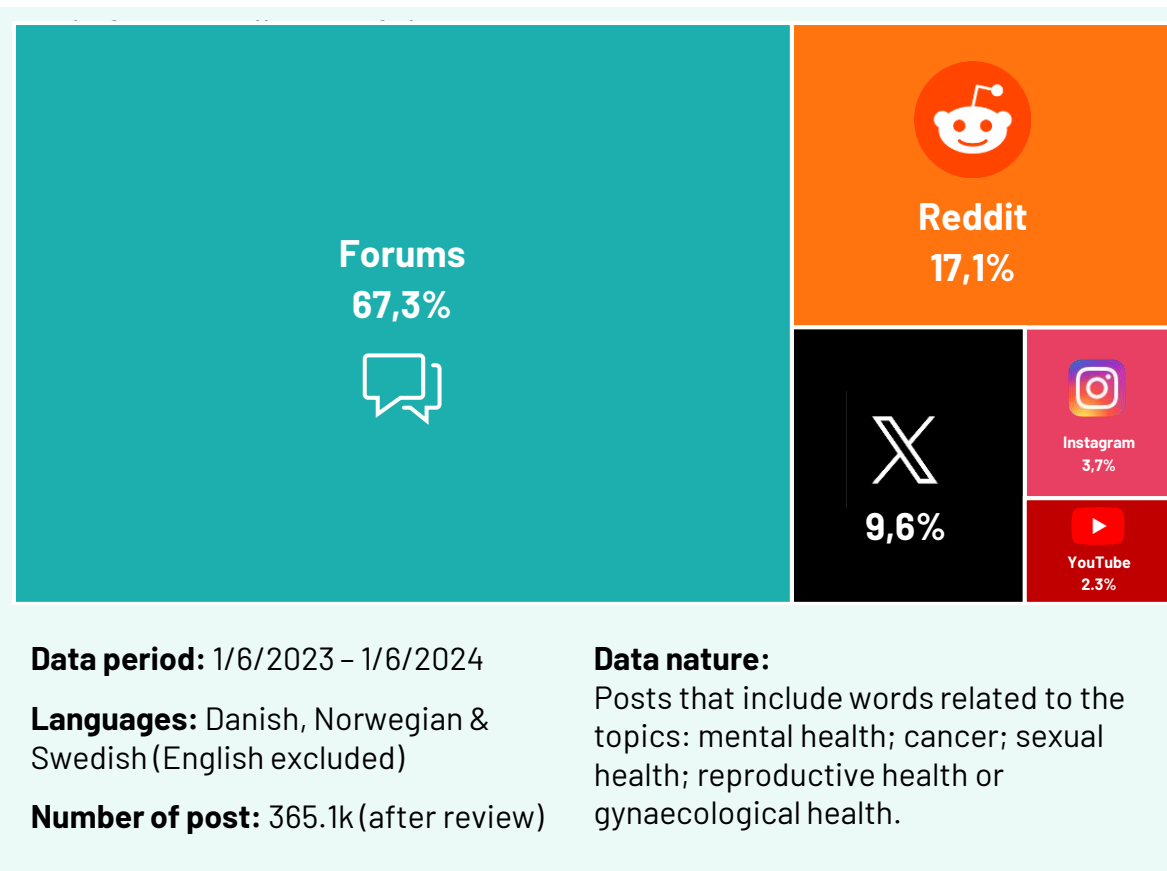 Forums
67,3%
Reddit
17,1%
9,6%
Instagram
3,7%
YouTube
2.3%
Data period: 1/6/2023 – 1/6/2024
Languages: Danish, Norwegian &
Swedish (English excluded)
Number of post: 365.1k (after review)
Data nature:
Posts that include words related to the
topics: mental health; cancer; sexual
health; reproductive health or
gynaecological health.